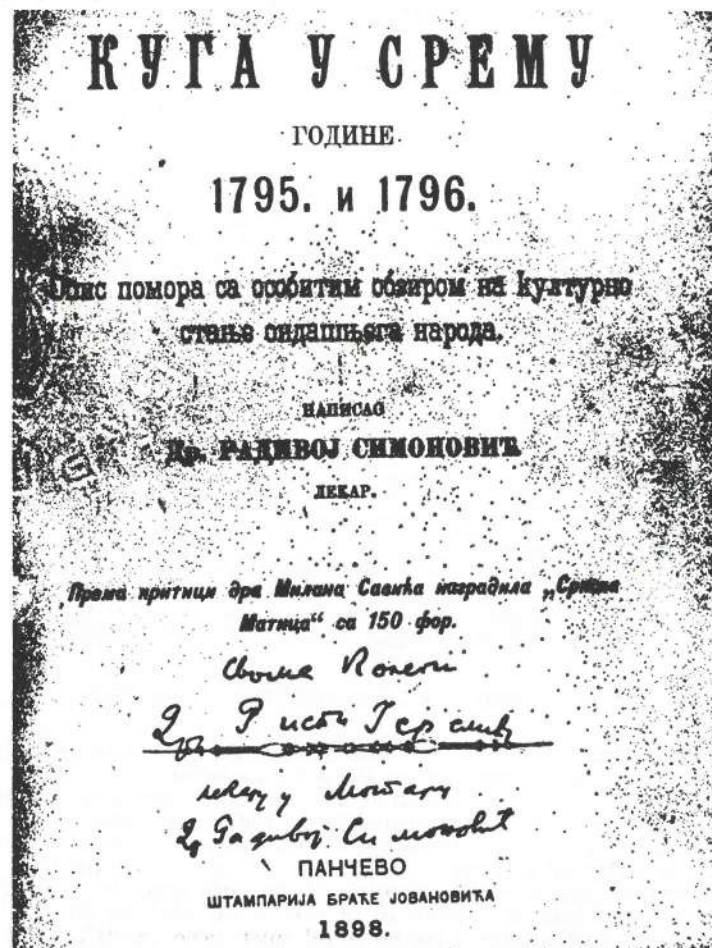 КУГА У СРЕМУ
ГОДИНЕ
1795. и 1796.
Опис помора са особитим обзиром на културно
стање ондашњега народа.
НАПИСАО
Др. РАДИВОЈ СИМОНОВИЋ
ЛЕКАР.
Према критици дра Милана Савића наградила „Српска
Матица“ са 150 фор.
Своме Колеги
Др Ристи
лекару у Мостару
Др Радивој Симоновић
ПАНЧЕВО
ШТАМПАРИЈА БРАЋЕ ЈОВАНОВИЋА
1898.